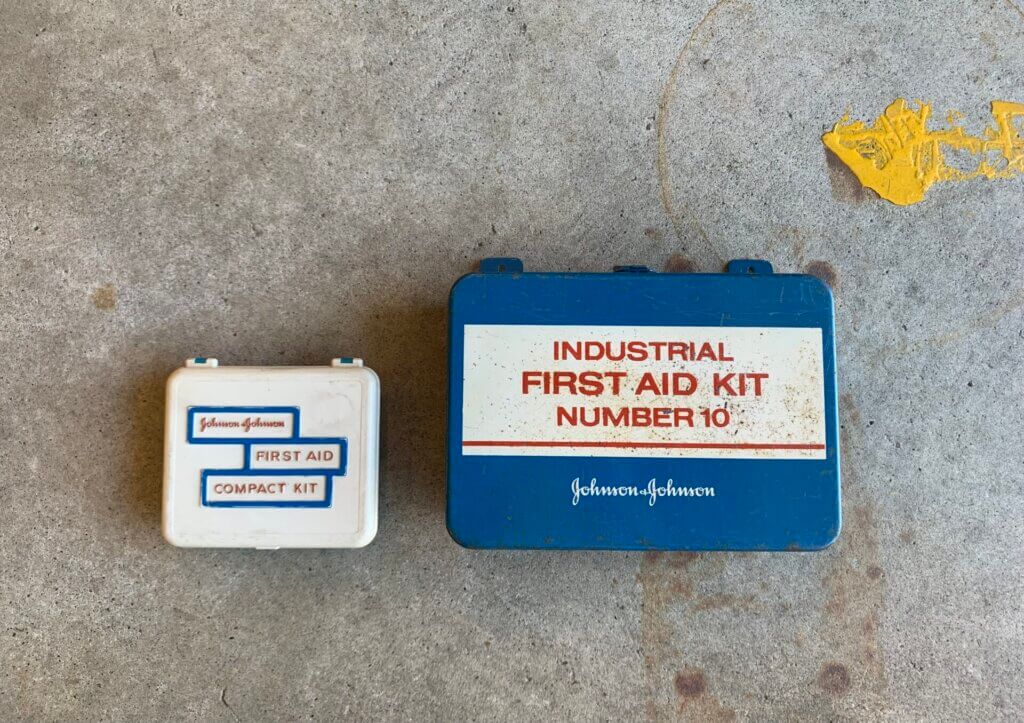 Johnson & Johnson
FIRST AID
COMPACT KIT
INDUSTRIAL
FIRST AID KIT
NUMBER 10
Johnson & Johnson